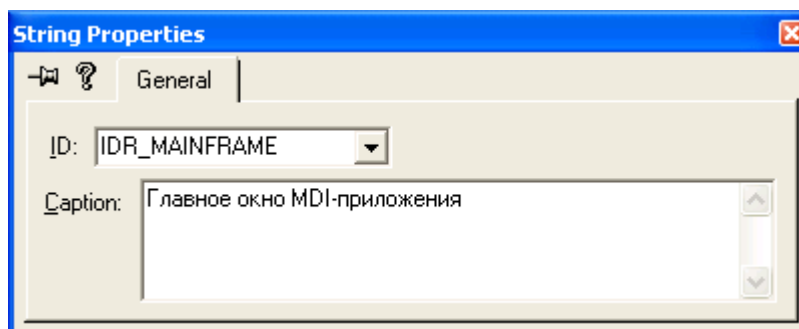 String Properties
General
ID: IDR_MAINFRAME
Caption: Главное окно MDI-приложения